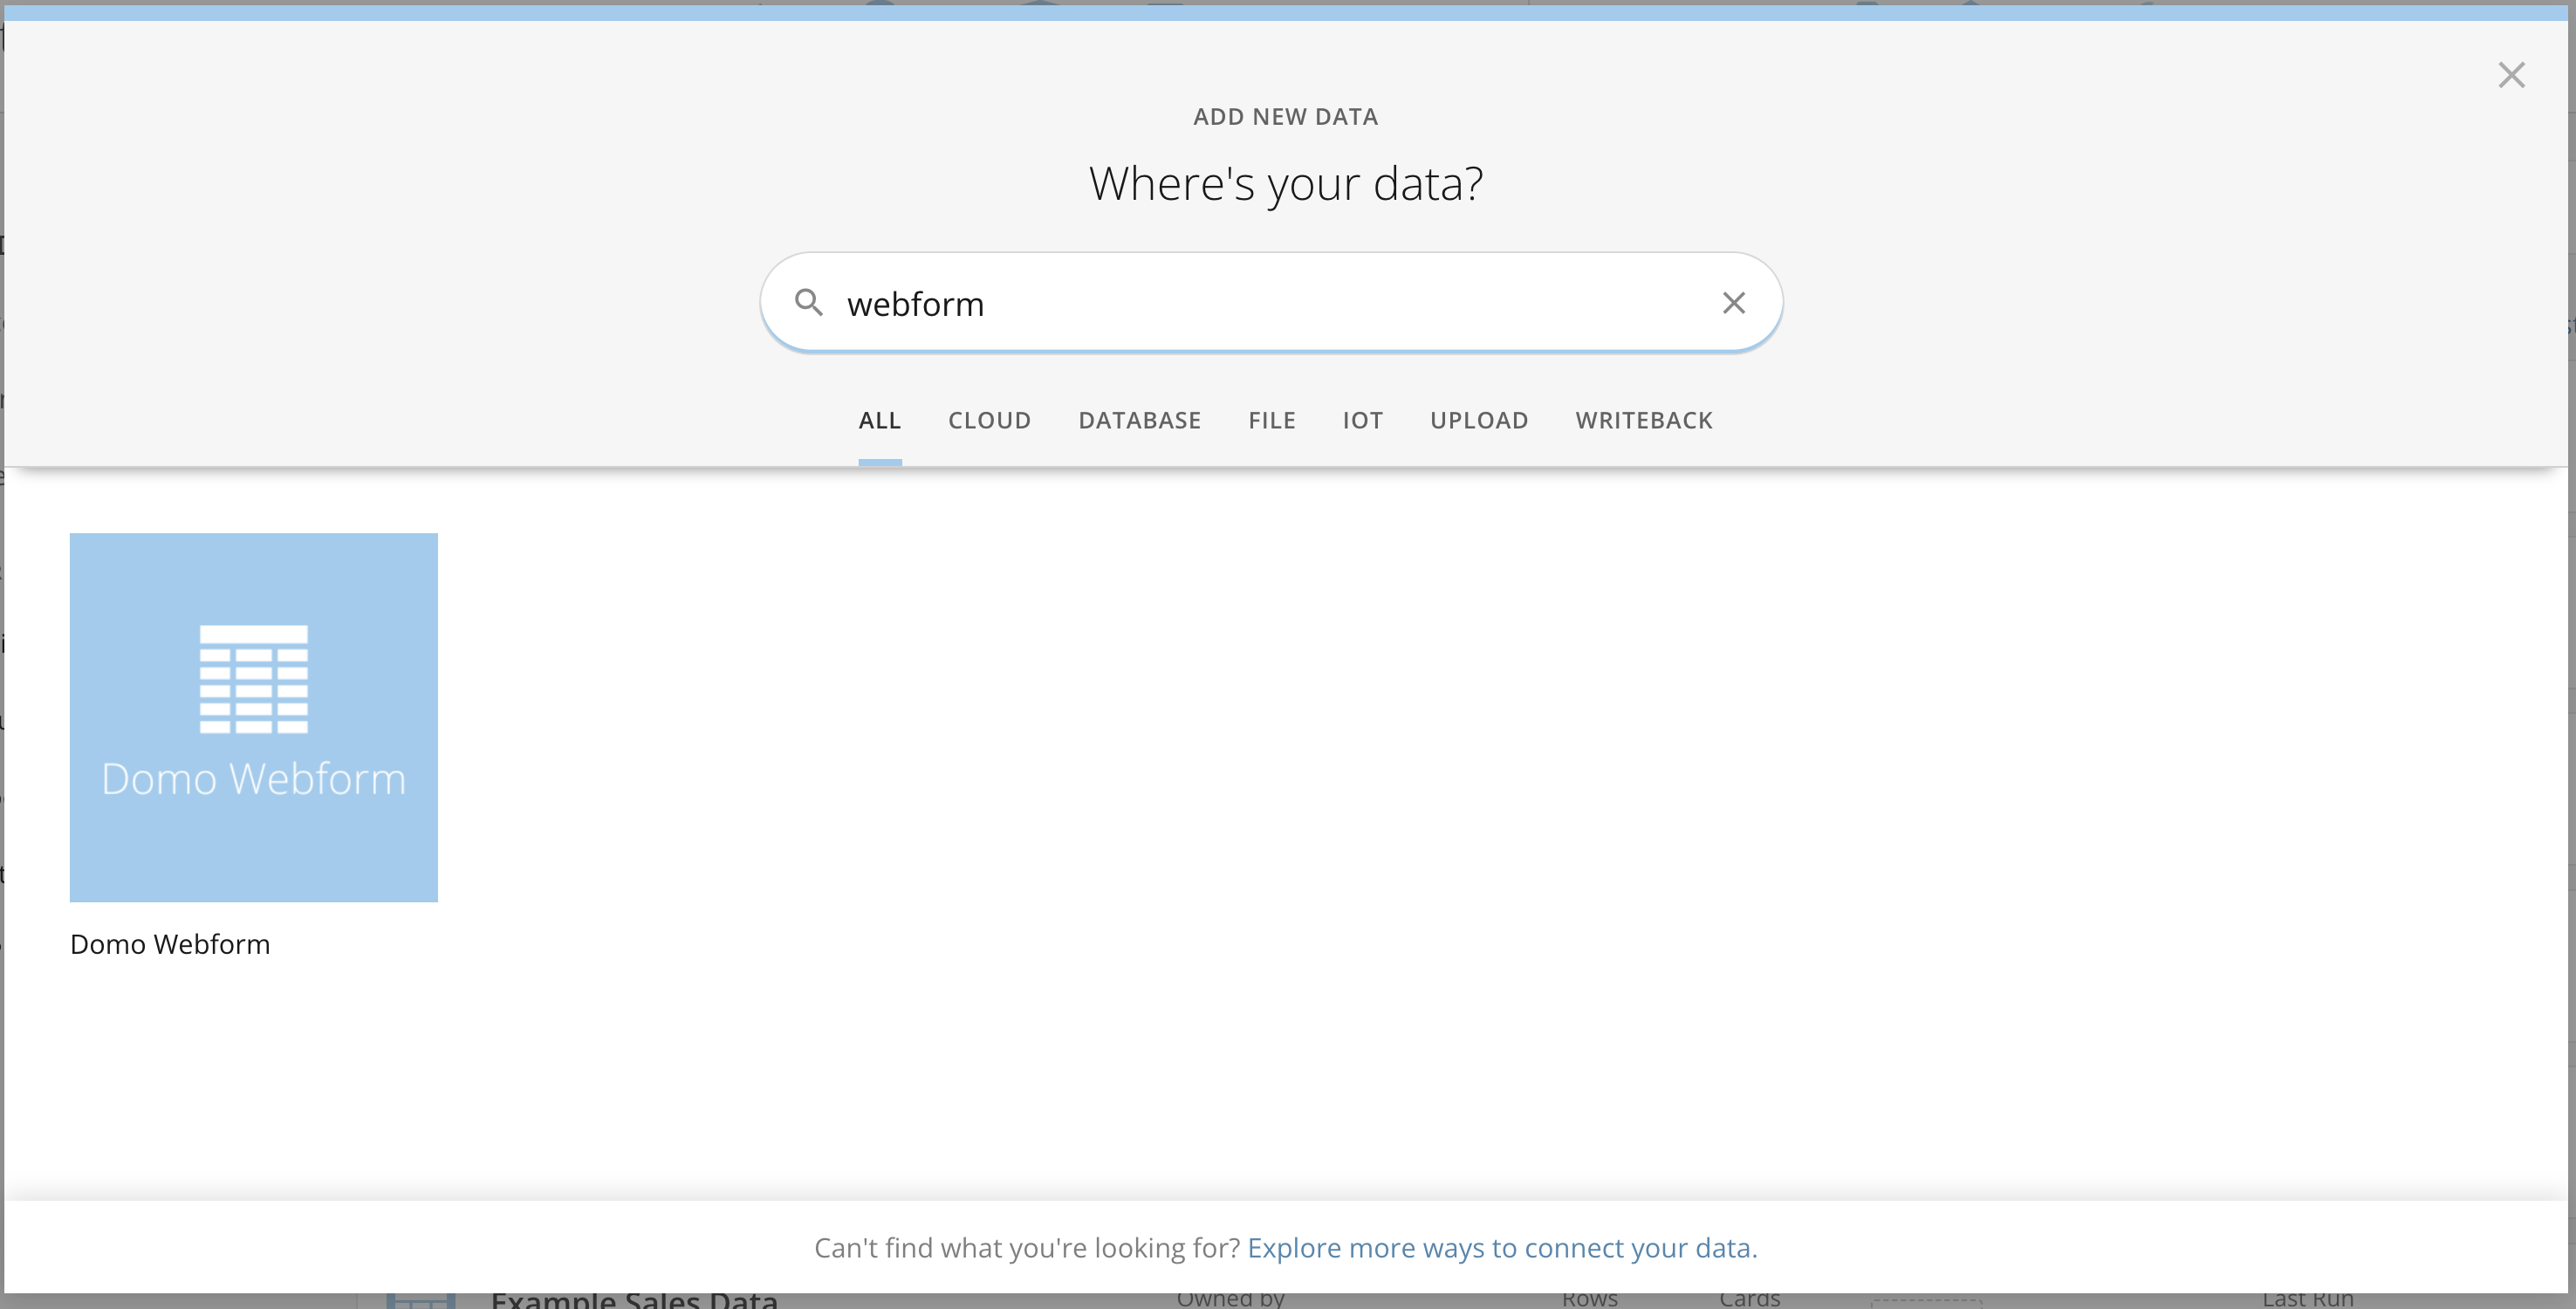 ADD NEW DATA
Where's your data?
webform
ALL CLOUD DATABASE FILE IOT UPLOAD WRITEBACK
Domo Webform
Domo Webform
Can't find what you're looking for? Explore more ways to connect your data.
Example Sales Data Owned by Rows Cards Last Run